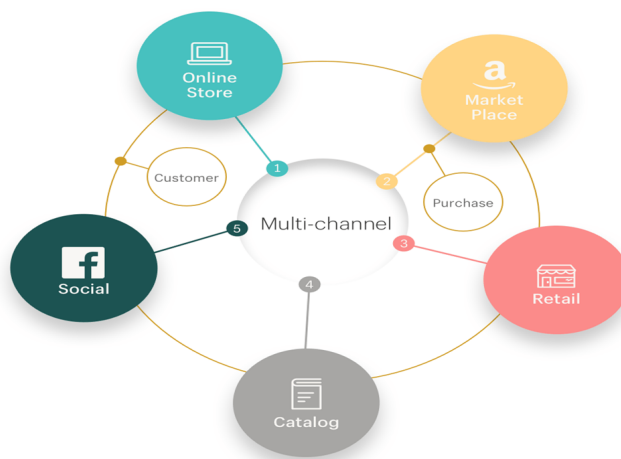 Online
Store
a
Market
Place
1
Customer
2
Purchase
Multi-channel
5
3
f
Social
Retail
4
Catalog